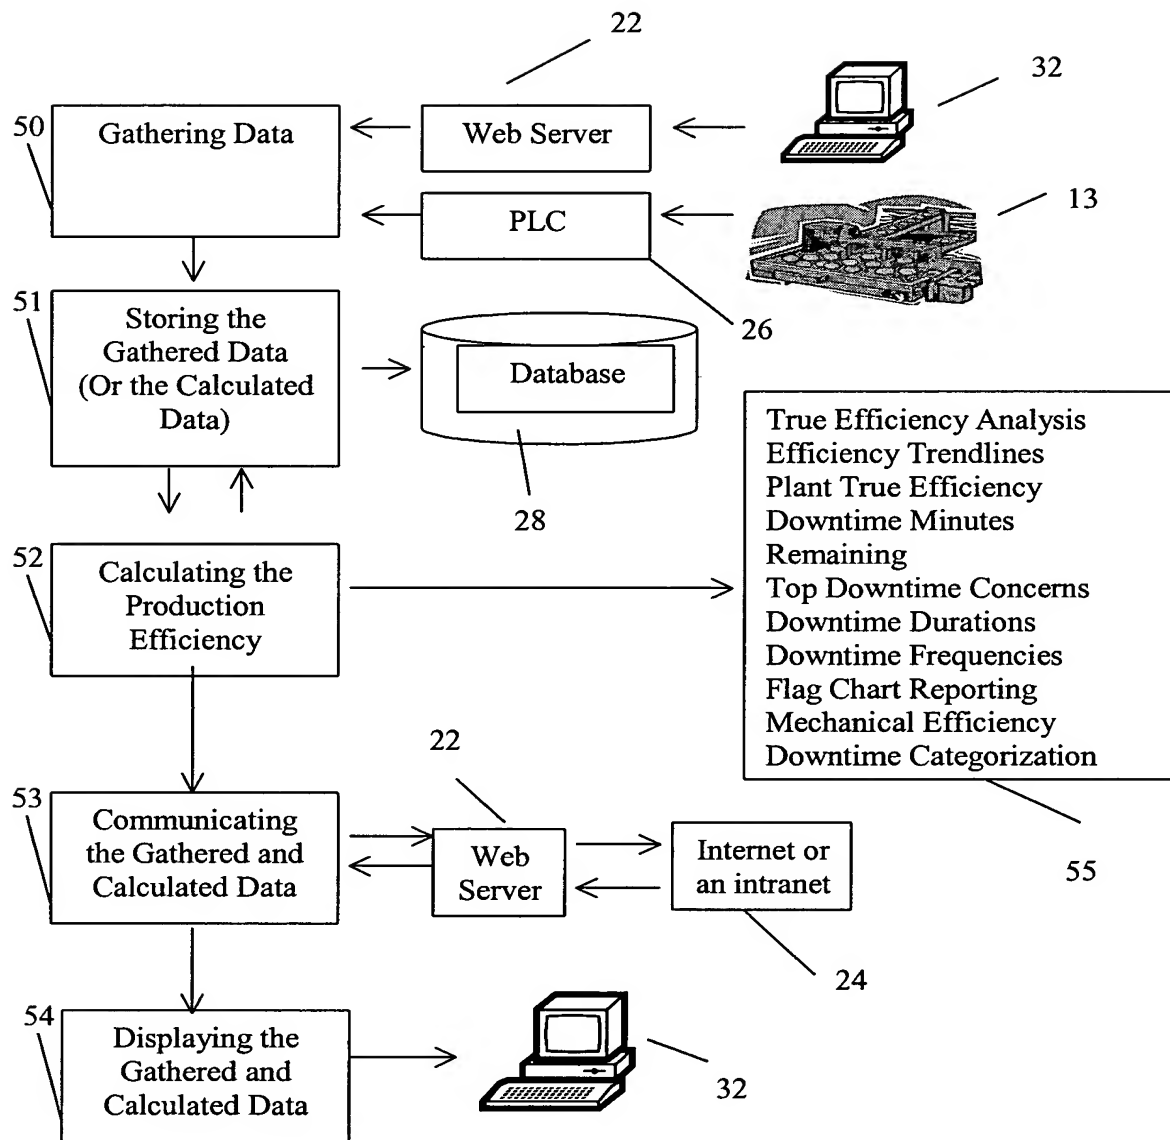 22
32
50
Gathering Data
Web Server
13
PLC
51
Storing the
Gathered Data
(Or the Calculated
Data)
26
Database
28
True Efficiency Analysis
Efficiency Trendlines
Plant True Efficiency
Downtime Minutes
Remaining
Top Downtime Concerns
Downtime Durations
Downtime Frequencies
Flag Chart Reporting
Mechanical Efficiency
Downtime Categorization
52
Calculating the
Production
Efficiency
22
53
Communicating
the Gathered and
Calculated Data
Web
Server
Internet or
an intranet
55
24
54
Displaying the
Gathered and
Calculated Data
32